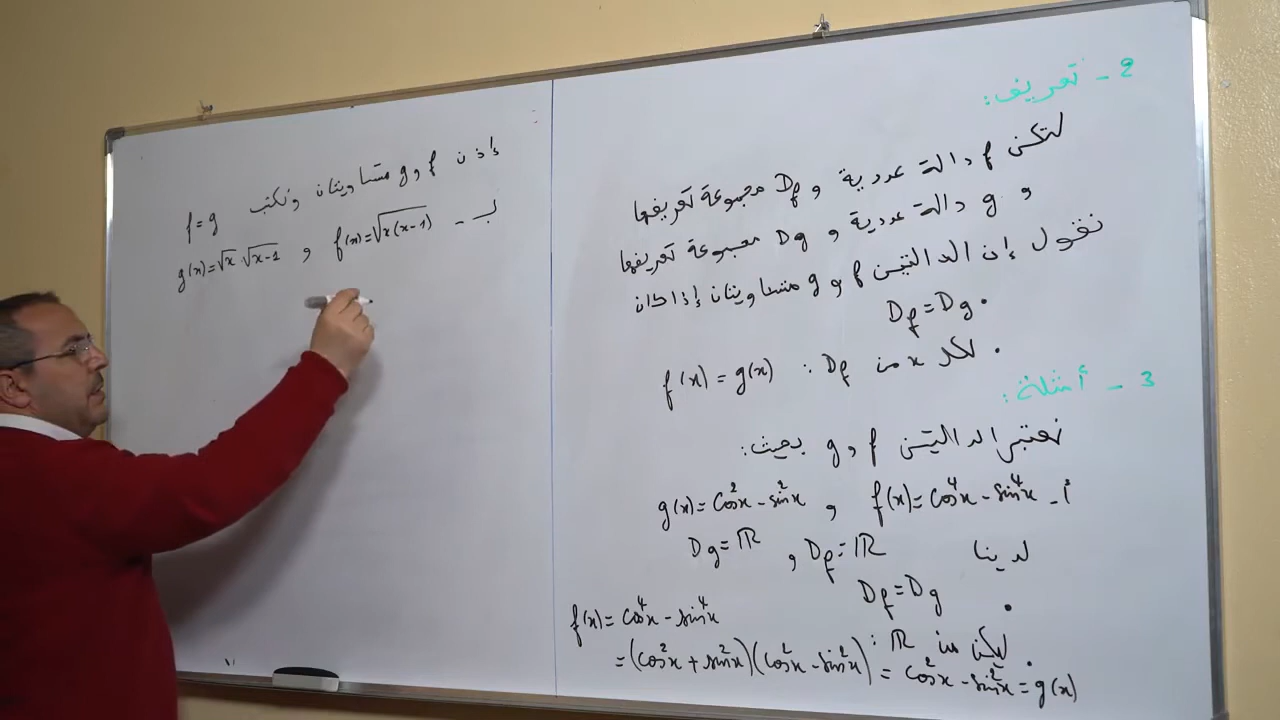 2 - تعريف:
لتكن f دالة عددية و Df مجموعة تعريفها
و g دالة عددية و Dg مجموعة تعريفها
نقول إن الدالتين f و g متساويتان إذا كان
• Df = Dg
• لكل x من Df : f(x) = g(x)
3 - أمثلة:
نعتبر الدالتين f و g بحيث:
أ- f(x) = cos⁴x - sin⁴x و g(x) = cos²x - sin²x
لدينا Df = ℝ و Dg = ℝ
• Df = Dg
• ليكن x من ℝ : f(x) = cos⁴x - sin⁴x
= (cos²x + sin²x)(cos²x - sin²x) = cos²x - sin²x = g(x)
إذن f و g متساويتان ونكتب f = g
ب - f(x) = √x(x-1) و g(x) = √x · √x-1